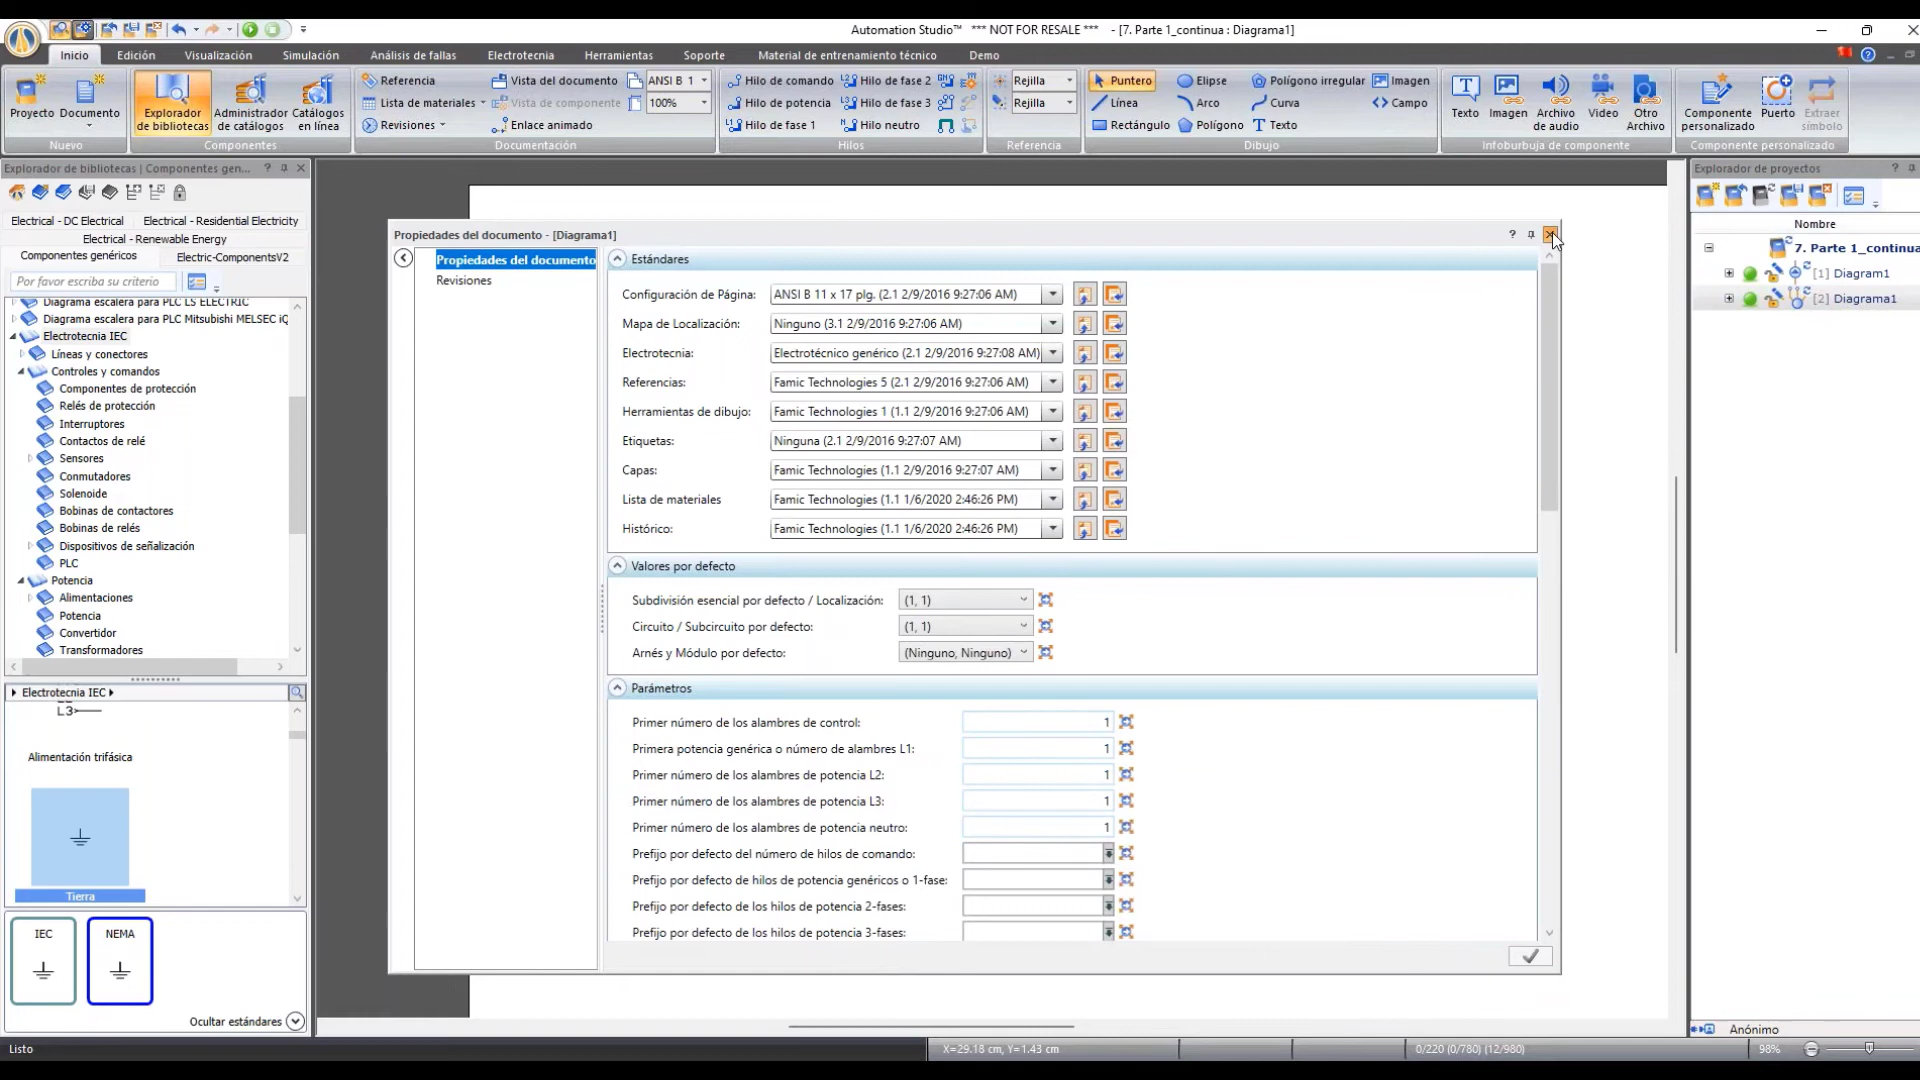 Automation Studio™ *** NOT FOR RESALE *** - [7. Parte 1_continua : Diagrama1]
Inicio Edición Visualización Simulación Análisis de fallas Electrotecnia Herramientas Soporte Material de entrenamiento técnico Demo
Proyecto
Documento
Nuevo
Explorador de bibliotecas
Administrador de catálogos
Catálogos en línea
Componentes
Referencia
Lista de materiales
Revisiones
Vista del documento
Vista de componente
Enlace animado
ANSI B 1
100%
Documentación
Hilo de comando
Hilo de potencia
L1 Hilo de fase 1
L2 Hilo de fase 2
L3 Hilo de fase 3
N Hilo neutro
Hilos
Rejilla
Rejilla
Referencia
Puntero
Línea
Rectángulo
Elipse
Arco
Polígono
Polígono irregular
Curva
Texto
Imagen
Campo
Dibujo
Texto
Imagen
Archivo de audio
Video
Otro Archivo
Infoburbuja de componente
Componente personalizado
Puerto
Extraer símbolo
Componente personalizado
Explorador de bibliotecas | Componentes gen...
Electrical - DC Electrical
Electrical - Residential Electricity
Electrical - Renewable Energy
Componentes genéricos
Electric-ComponentsV2
Por favor escriba su criterio
Diagrama escalera para PLC LS ELECTRIC
Diagrama escalera para PLC Mitsubishi MELSEC iQ
Electrotecnia IEC
Líneas y conectores
Controles y comandos
Componentes de protección
Relés de protección
Interruptores
Contactos de relé
Sensores
Conmutadores
Solenoide
Bobinas de contactores
Bobinas de relés
Dispositivos de señalización
PLC
Potencia
Alimentaciones
Potencia
Convertidor
Transformadores
Electrotecnia IEC
L3
Alimentación trifásica
Tierra
IEC
NEMA
Ocultar estándares
Propiedades del documento - [Diagrama1]
Propiedades del documento
Revisiones
Estándares
Configuración de Página: ANSI B 11 x 17 plg. (2.1 2/9/2016 9:27:06 AM)
Mapa de Localización: Ninguno (3.1 2/9/2016 9:27:06 AM)
Electrotecnia: Electrotécnico genérico (2.1 2/9/2016 9:27:08 AM)
Referencias: Famic Technologies 5 (2.1 2/9/2016 9:27:06 AM)
Herramientas de dibujo: Famic Technologies 1 (1.1 2/9/2016 9:27:06 AM)
Etiquetas: Ninguna (2.1 2/9/2016 9:27:07 AM)
Capas: Famic Technologies (1.1 2/9/2016 9:27:07 AM)
Lista de materiales Famic Technologies (1.1 1/6/2020 2:46:26 PM)
Histórico: Famic Technologies (1.1 1/6/2020 2:46:26 PM)
Valores por defecto
Subdivisión esencial por defecto / Localización: (1, 1)
Circuito / Subcircuito por defecto: (1, 1)
Arnés y Módulo por defecto: (Ninguno, Ninguno)
Parámetros
Primer número de los alambres de control: 1
Primera potencia genérica o número de alambres L1: 1
Primer número de los alambres de potencia L2: 1
Primer número de los alambres de potencia L3: 1
Primer número de los alambres de potencia neutro: 1
Prefijo por defecto del número de hilos de comando:
Prefijo por defecto de hilos de potencia genéricos o 1-fase:
Prefijo por defecto de los hilos de potencia 2-fases:
Prefijo por defecto de los hilos de potencia 3-fases:
Explorador de proyectos
Nombre
7. Parte 1_continua
[1] Diagram1
[2] Diagrama1
Anónimo
Listo
X=29.18 cm, Y=1.43 cm
0/220 (0/780) (12/980)
98%